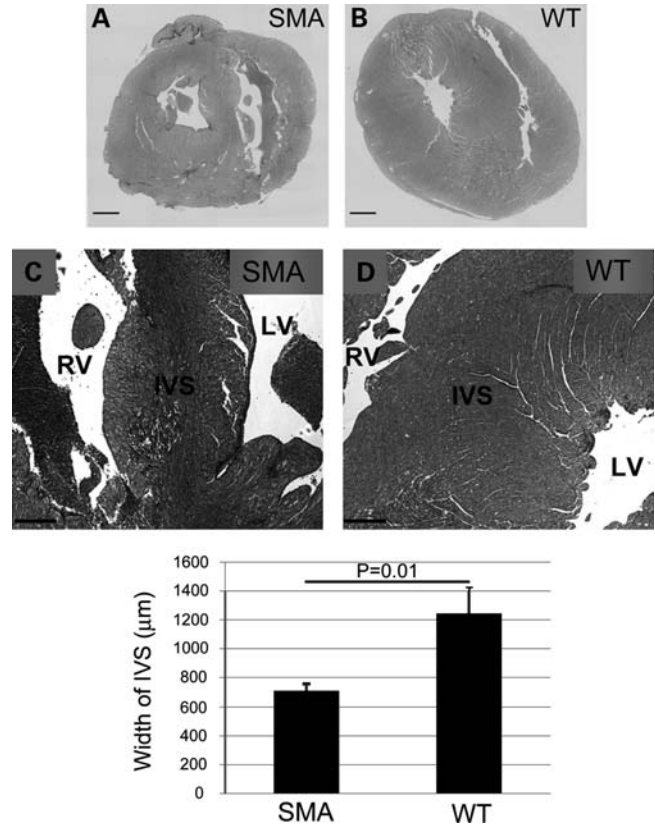 A SMA
B WT
C SMA
RV IVS LV
D WT
RV IVS LV
1600
1400
1200
1000
800
600
400
200
0
Width of IVS (μm)
P=0.01
SMA WT